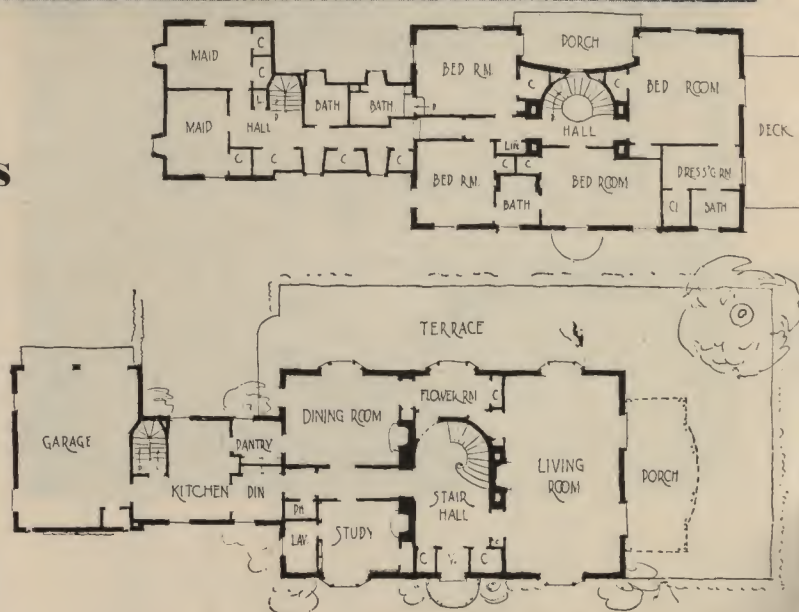 s
MAID
C
C
L
D
MAID
HALL
BATH
BATH
D
C
C
C
C
C
BED RM.
PORCH
C
C
BED ROOM
DECK
D
HALL
LIN
C
C
BED RM.
BATH
BED ROOM
DRESS'G RM.
Cl
BATH
TERRACE
GARAGE
KITCHEN
PANTRY
DIN
DINING ROOM
FLOWER RM
C
LIVING ROOM
PORCH
STAIR HALL
PH
LAV.
STUDY
C
V.
C
C